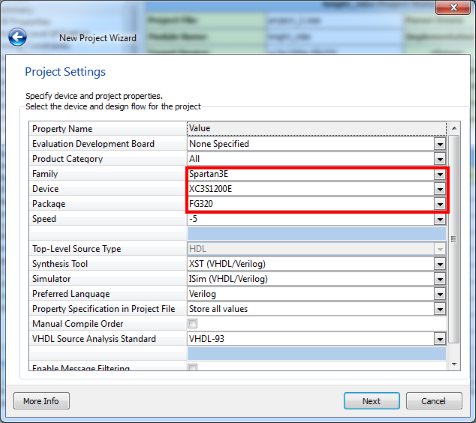 Project File:
Module Name:
New Project Wizard
Project Settings
Specify device and project properties.
Select the device and design flow for the project
Property Name Value
Evaluation Development Board None Specified
Product Category All
Family Spartan3E
Device XC3S1200E
Package FG320
Speed -5
Top-Level Source Type HDL
Synthesis Tool XST (VHDL/Verilog)
Simulator ISim (VHDL/Verilog)
Preferred Language Verilog
Property Specification in Project File Store all values
Manual Compile Order
VHDL Source Analysis Standard VHDL-93
Enable Message Filtering
More Info Next Cancel